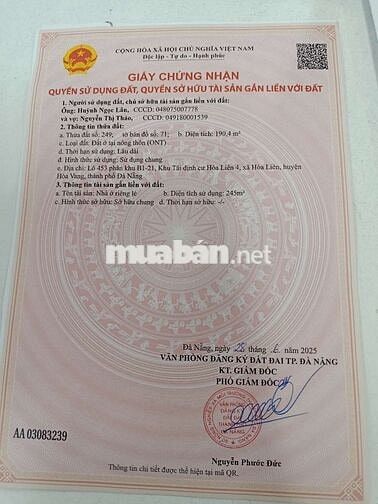 CỘNG HÒA XÃ HỘI CHỦ NGHĨA VIỆT NAM
Độc lập - Tự do - Hạnh phúc
GIẤY CHỨNG NHẬN
QUYỀN SỬ DỤNG ĐẤT, QUYỀN SỞ HỮU TÀI SẢN GẮN LIỀN VỚI ĐẤT
1. Người sử dụng đất, chủ sở hữu tài sản gắn liền với đất:
Ông: Huỳnh Ngọc Lân, CCCD: 048075007778
và vợ: Nguyễn Thị Thảo, CCCD: 049180001539
2. Thông tin thửa đất:
a. Thửa đất số: 249; tờ bản đồ số: 71; b. Diện tích: 190,4 m²
c. Loại đất: Đất ở tại nông thôn (ONT)
d. Thời hạn sử dụng: Lâu dài
đ. Hình thức sử dụng: Sử dụng chung
e. Địa chỉ: Lô 453 phân khu B1-21, Khu Tái định cư Hòa Liên 4, xã Hòa Liên, huyện
Hòa Vang, thành phố Đà Nẵng
3. Thông tin tài sản gắn liền với đất:
a. Tên tài sản: Nhà ở riêng lẻ b. Diện tích sử dụng: 245m²
c. Hình thức sở hữu: Sở hữu chung d. Thời hạn sở hữu: -/-
muaban.net
Đà Nẵng, ngày 25 tháng 6 năm 2025
VĂN PHÒNG ĐĂNG KÝ ĐẤT ĐAI TP. ĐÀ NẴNG
KT. GIÁM ĐỐC
PHÓ GIÁM ĐỐC
AA 03083239
Nguyễn Phước Đức
Thông tin chi tiết được thể hiện tại mã QR.